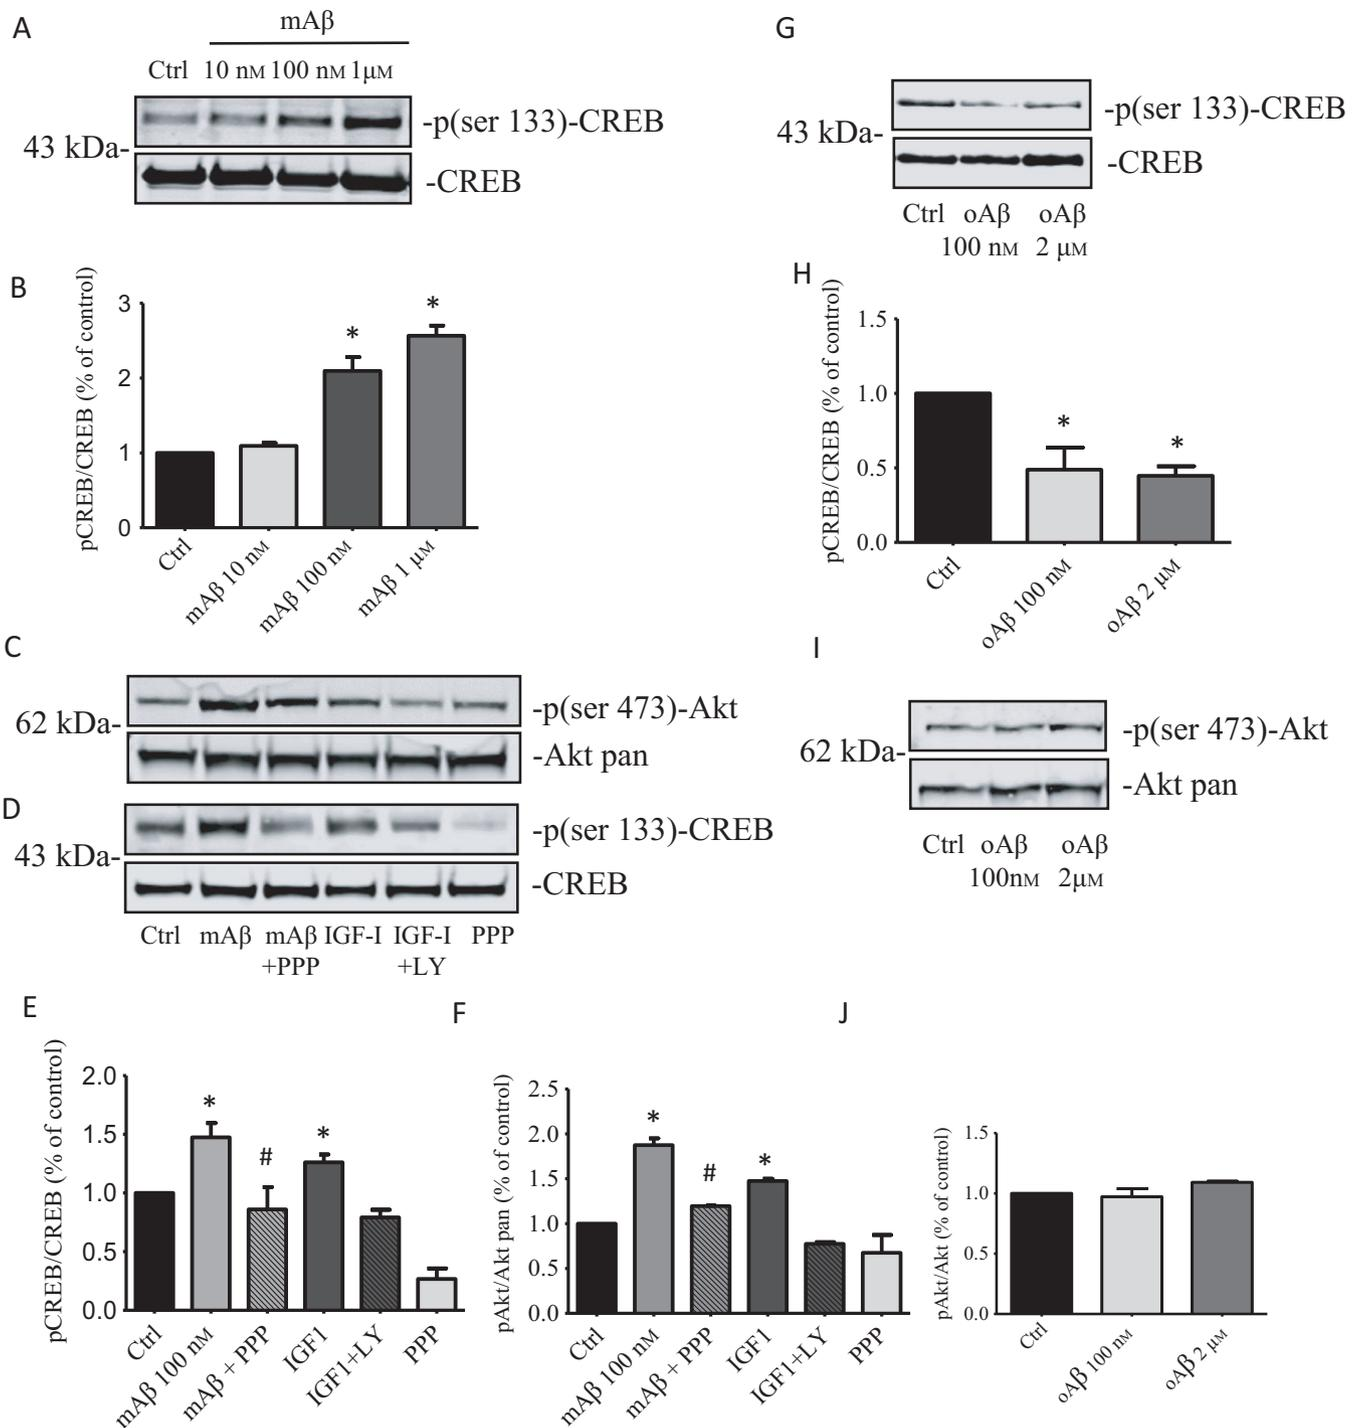 A
mAβ
Ctrl 10 nM 100 nM 1μM
43 kDa-
-p(ser 133)-CREB
-CREB
B
pCREB/CREB (% of control)
3
2
1
0
*
*
Ctrl
mAβ 10 nM
mAβ 100 nM
mAβ 1 μM
C
62 kDa-
-p(ser 473)-Akt
-Akt pan
D
43 kDa-
-p(ser 133)-CREB
-CREB
Ctrl mAβ mAβ IGF-I IGF-I PPP
+PPP +LY
E
pCREB/CREB (% of control)
2.0
1.5
1.0
0.5
0.0
*
#
*
Ctrl
mAβ 100 nM
mAβ + PPP
IGF1
IGF1+LY
PPP
F
pAkt/Akt pan (% of control)
2.5
2.0
1.5
1.0
0.5
0.0
*
#
*
Ctrl
mAβ 100 nM
mAβ + PPP
IGF1
IGF1+LY
PPP
G
43 kDa-
-p(ser 133)-CREB
-CREB
Ctrl oAβ oAβ
100 nM 2 μM
H
pCREB/CREB (% of control)
1.5
1.0
0.5
0.0
*
*
Ctrl
oAβ 100 nM
oAβ 2 μM
I
62 kDa-
-p(ser 473)-Akt
-Akt pan
Ctrl oAβ oAβ
100nM 2μM
J
pAkt/Akt (% of control)
1.5
1.0
0.5
0.0
Ctrl
oAβ 100 nM
oAβ 2 μM